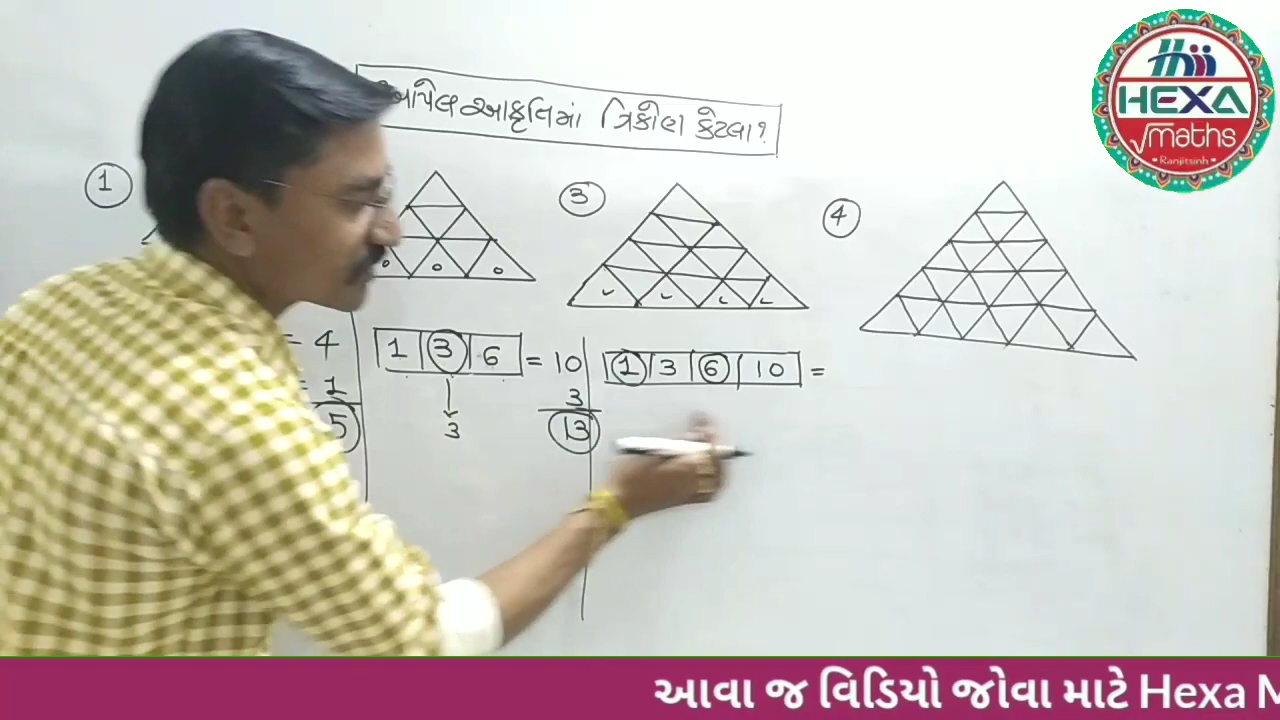 આપેલ આકૃતિમાં ત્રિકોણ કેટલા?
HEXA
√maths
Ranjitsinh
1
3
4
= 4
= 1
5
1 3 6 = 10
3
13
3
1 3 6 10 =
આવા જ વિડિયો જોવા માટે Hexa M